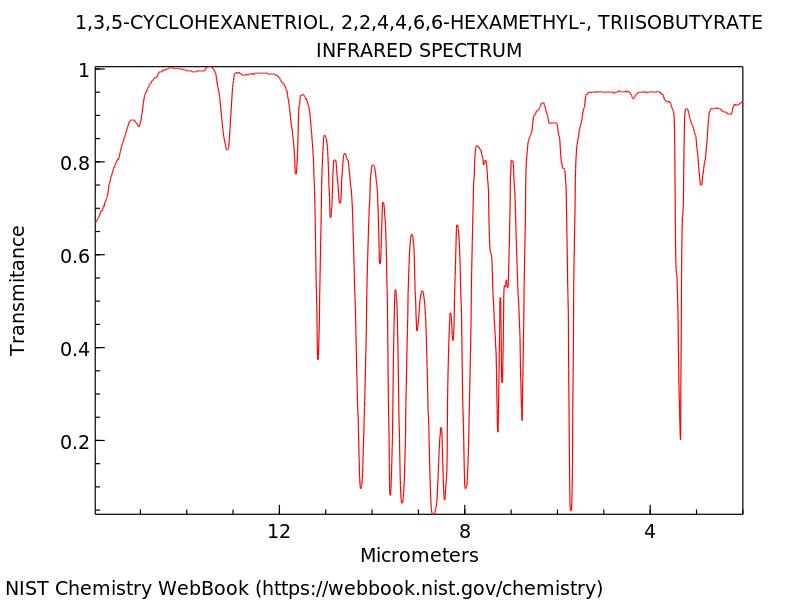 1,3,5-CYCLOHEXANETRIOL, 2,2,4,4,6,6-HEXAMETHYL-, TRIISOBUTYRATE
INFRARED SPECTRUM
1
0.8
0.6
0.4
0.2
Transmitance
12
8
4
Micrometers
NIST Chemistry WebBook (https://webbook.nist.gov/chemistry)